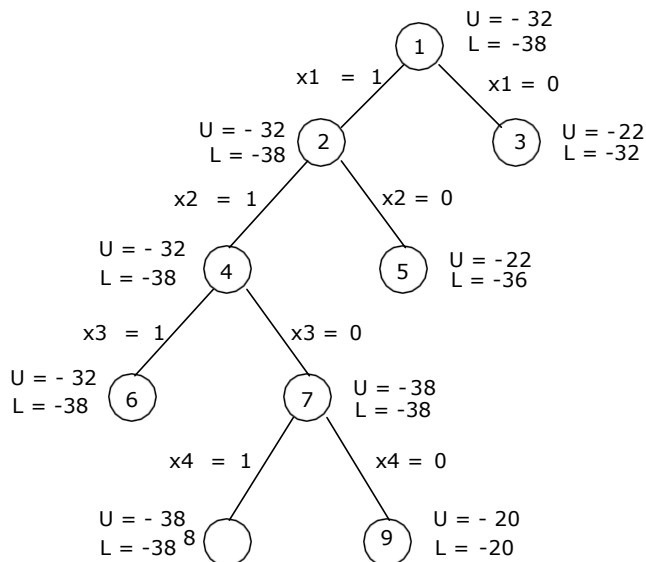 U = - 32
1
L = -38
x1 = 1
x1 = 0
U = - 32
L = -38
2
3
U = -22
L = -32
x2 = 1
x2 = 0
U = - 32
L = -38
4
5
U = -22
L = -36
x3 = 1
x3 = 0
U = - 32
L = -38
6
7
U = -38
L = -38
x4 = 1
x4 = 0
U = - 38
L = -38
8
9
U = - 20
L = -20